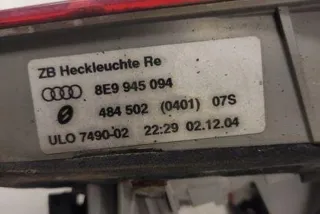 ZB Heckleuchte Re
8E9 945 094
484 502 (0401) 07S
ULO 7490-02 22:29 02.12.04